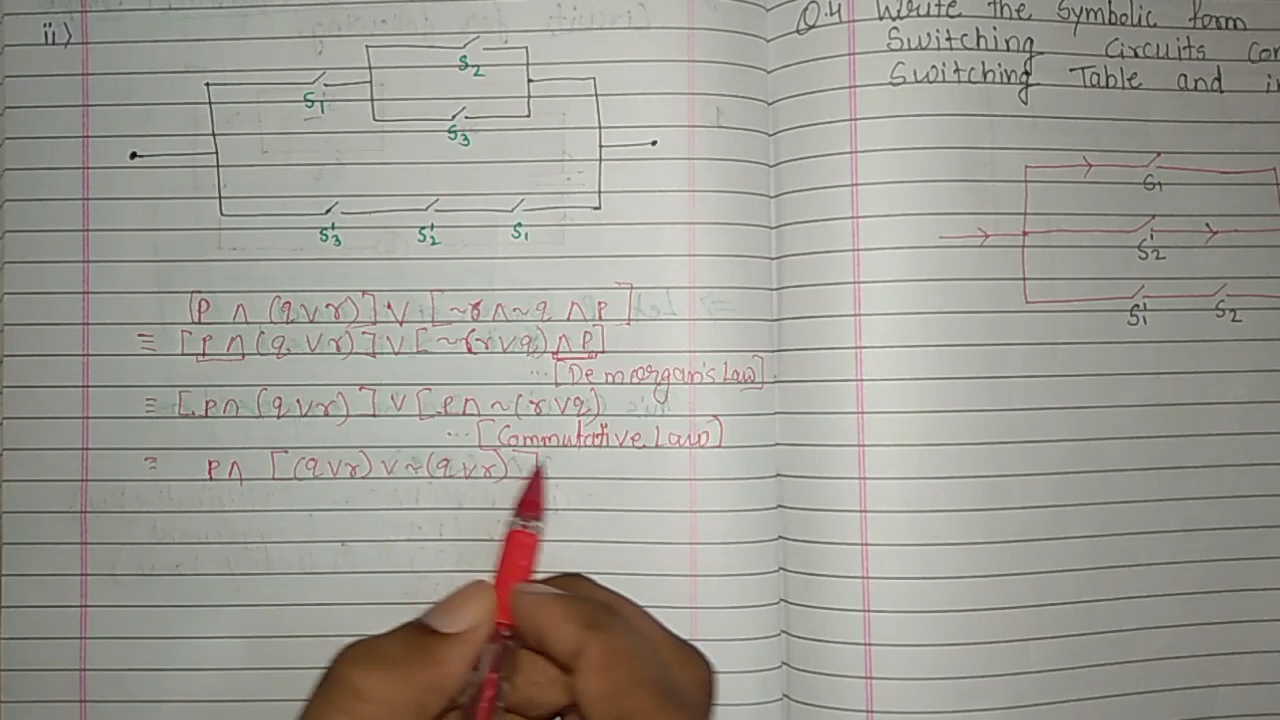 ii)
S₂
S₁
S₃
S₃' S₂' S₁
[P ∧ (q ∨ r)] ∨ [~r ∧ ~q ∧ P]
≡ [P ∧ (q ∨ r)] ∨ [~(r ∨ q) ∧ P]
... [De morgan's Law]
≡ [P ∧ (q ∨ r)] ∨ [P ∧ ~(r ∨ q)
... [Commutative Law]
≡ P ∧ [(q ∨ r) ∨ ~(q ∨ r)]
Q.4 Write the Symbolic form
Switching Circuits Con
Switching Table and i
S₁
S₂'
S₁' S₂